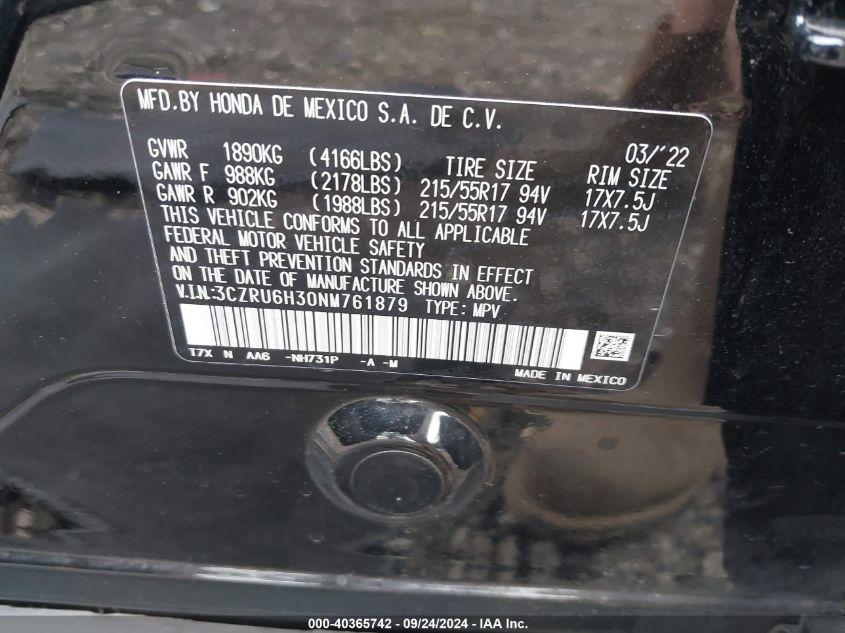 MFD.BY HONDA DE MEXICO S.A. DE C.V.
03/'22
GVWR 1890KG (4166LBS) TIRE SIZE RIM SIZE
GAWR F 988KG (2178LBS) 215/55R17 94V 17X7.5J
GAWR R 902KG (1988LBS) 215/55R17 94V 17X7.5J
THIS VEHICLE CONFORMS TO ALL APPLICABLE
FEDERAL MOTOR VEHICLE SAFETY
AND THEFT PREVENTION STANDARDS IN EFFECT
ON THE DATE OF MANUFACTURE SHOWN ABOVE.
V.I.N.:3CZRU6H30NM761879 TYPE: MPV
T7X N AA6 -NH731P -A -M
MADE IN MEXICO
000-40365742 - 09/24/2024 - IAA Inc.